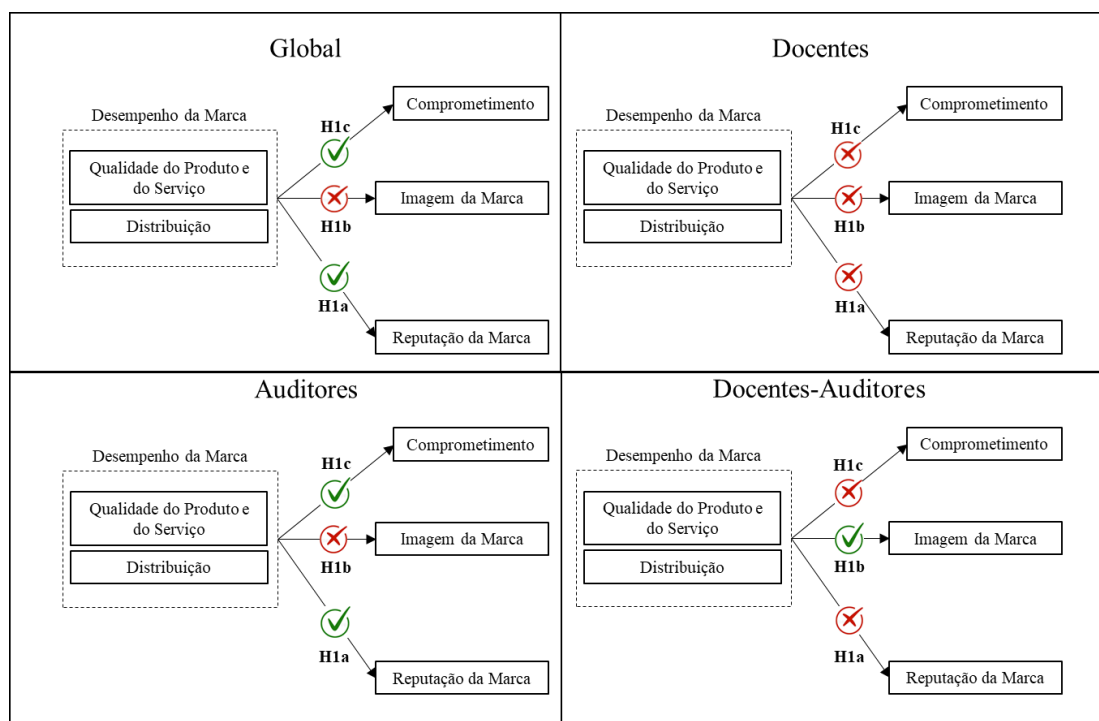 Global
Desempenho da Marca
Qualidade do Produto e
do Serviço
Distribuição
H1c
H1b
H1a
Comprometimento
Imagem da Marca
Reputação da Marca
Docentes
Desempenho da Marca
Qualidade do Produto e
do Serviço
Distribuição
H1c
H1b
H1a
Comprometimento
Imagem da Marca
Reputação da Marca
Auditores
Desempenho da Marca
Qualidade do Produto e
do Serviço
Distribuição
H1c
H1b
H1a
Comprometimento
Imagem da Marca
Reputação da Marca
Docentes-Auditores
Desempenho da Marca
Qualidade do Produto e
do Serviço
Distribuição
H1c
H1b
H1a
Comprometimento
Imagem da Marca
Reputação da Marca